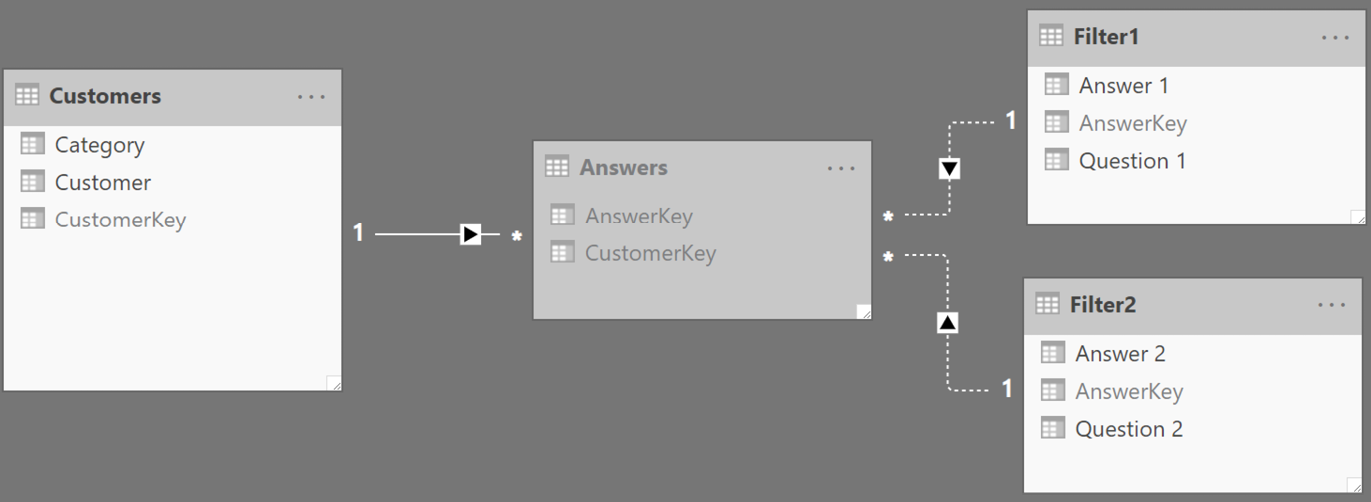 Customers
Category
Customer
CustomerKey
1
*
Answers
AnswerKey
CustomerKey
*
*
1
Filter1
Answer 1
AnswerKey
Question 1
1
Filter2
Answer 2
AnswerKey
Question 2